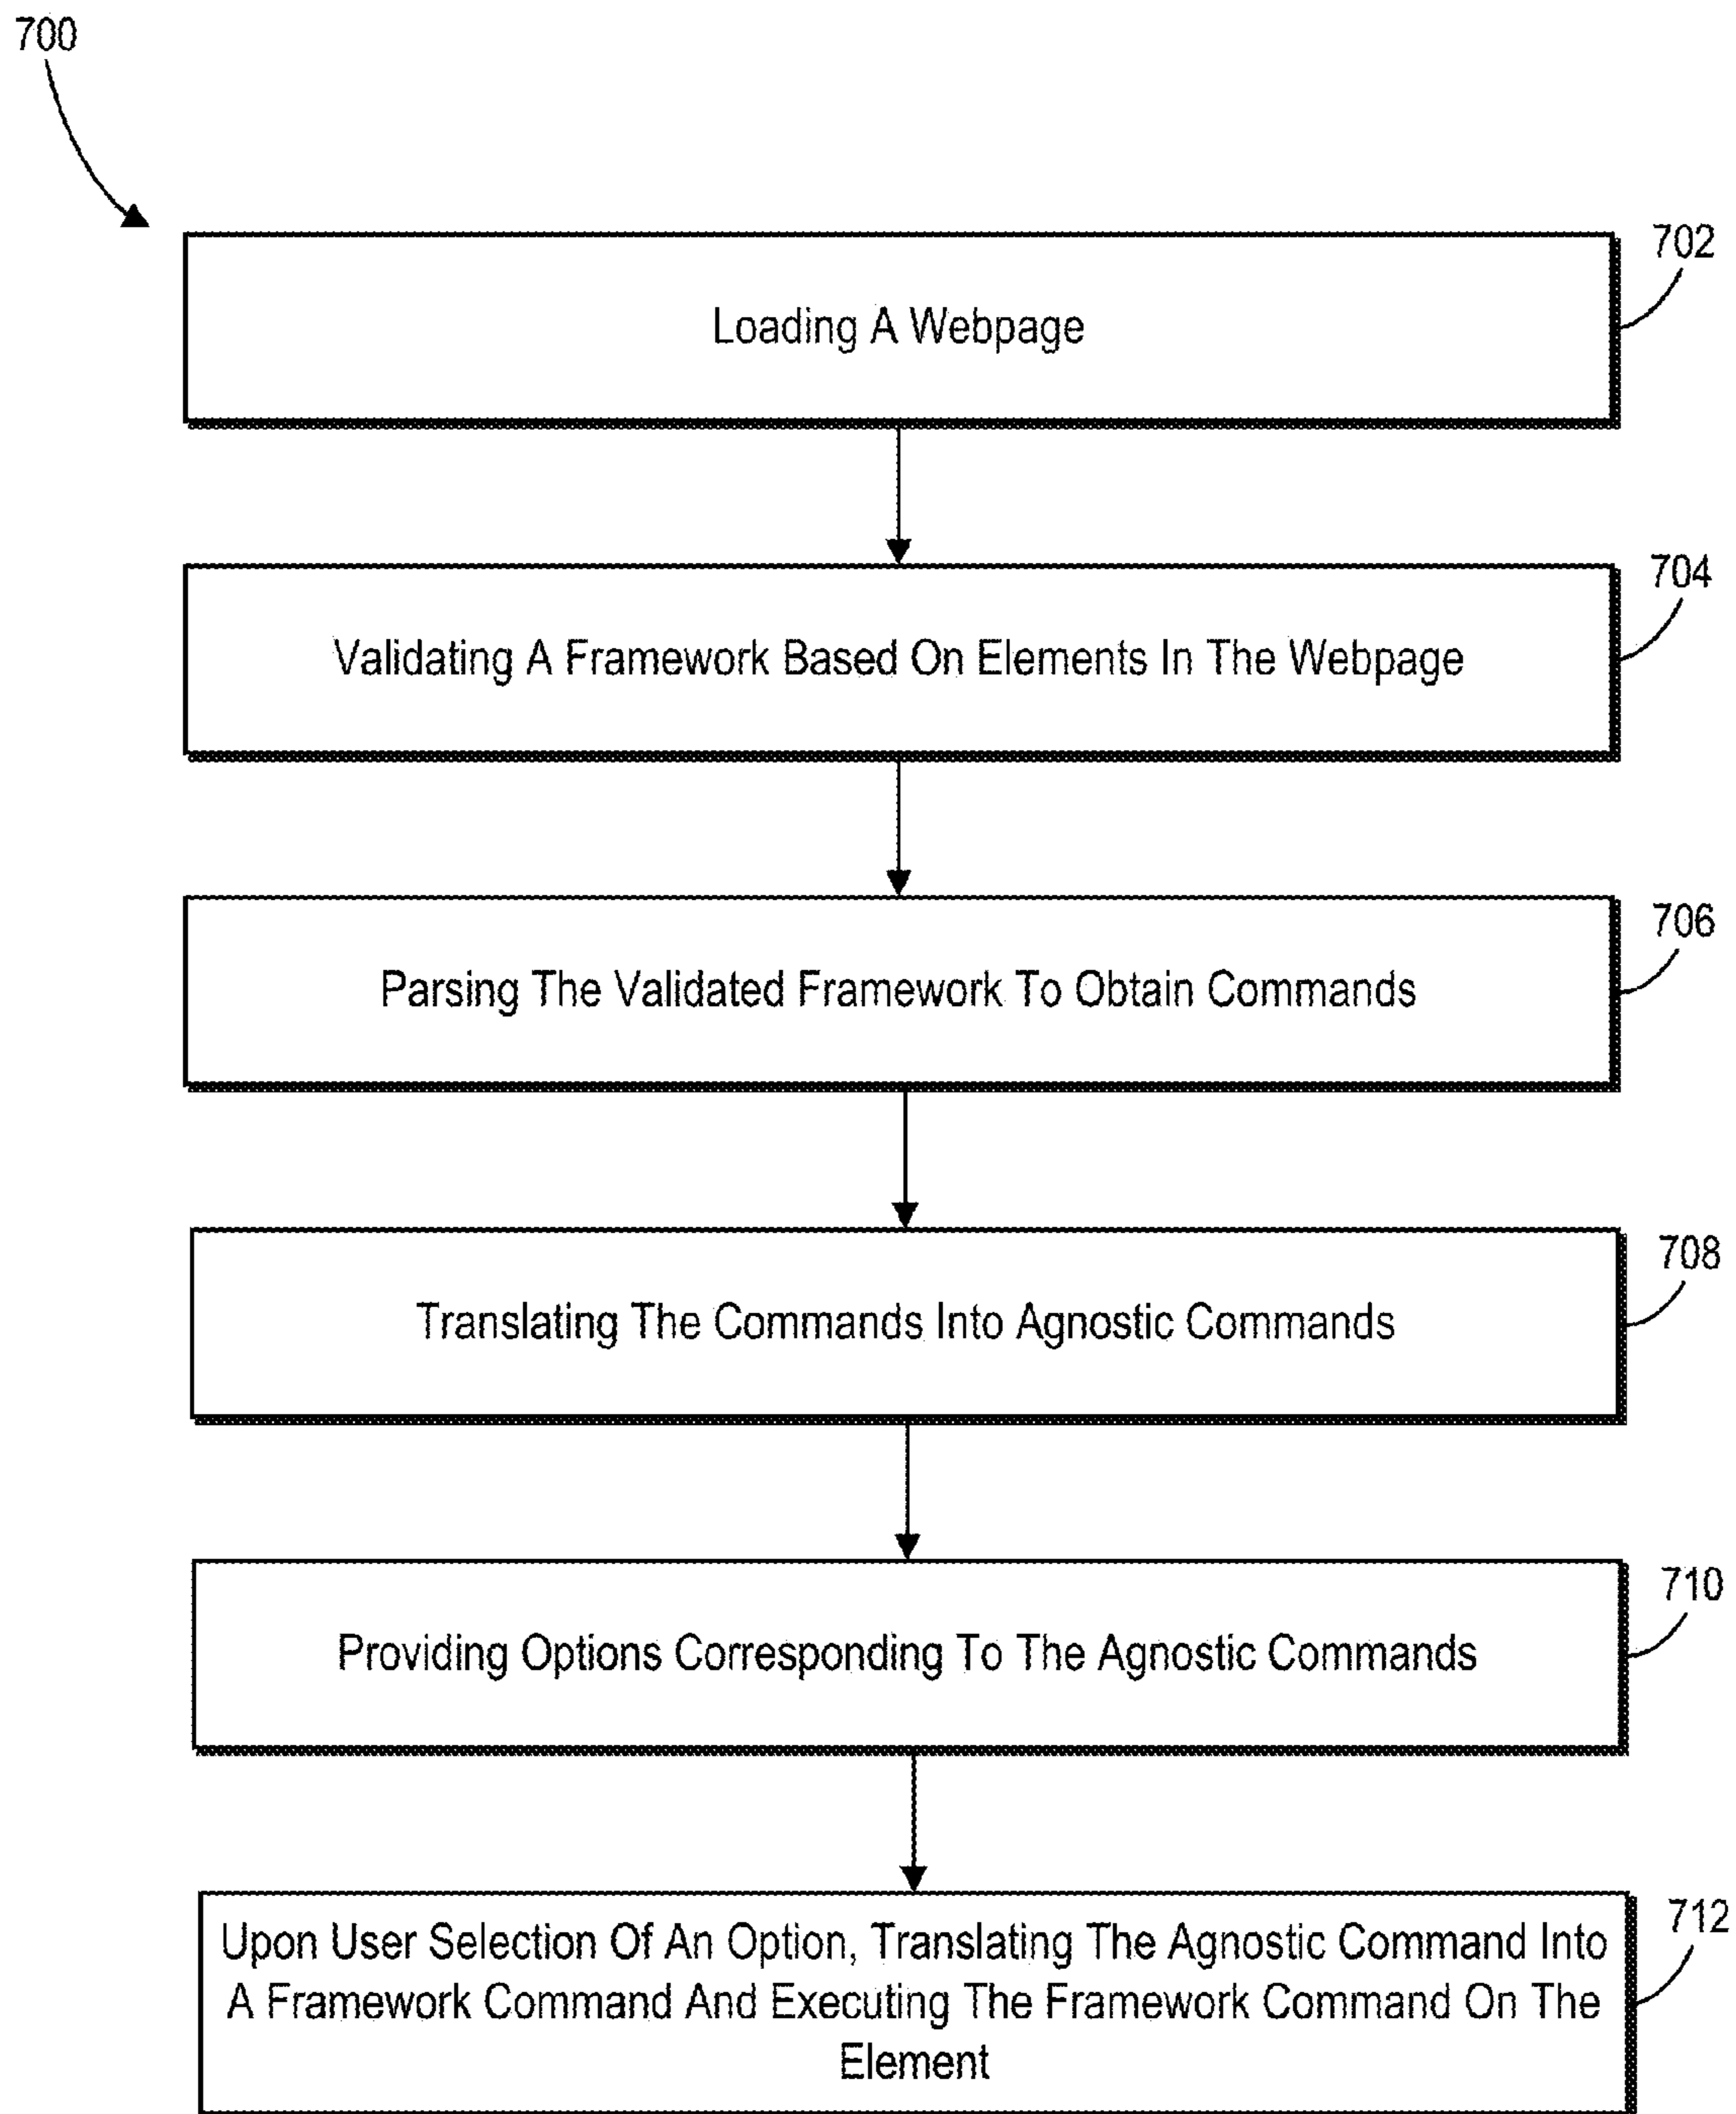 700
702
Loading A Webpage
704
Validating A Framework Based On Elements In The Webpage
706
Parsing The Validated Framework To Obtain Commands
708
Translating The Commands Into Agnostic Commands
710
Providing Options Corresponding To The Agnostic Commands
712
Upon User Selection Of An Option, Translating The Agnostic Command Into
A Framework Command And Executing The Framework Command On The
Element